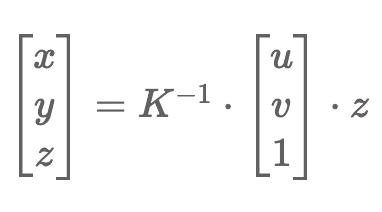 [x y z] = K⁻¹ · [u v 1] · z